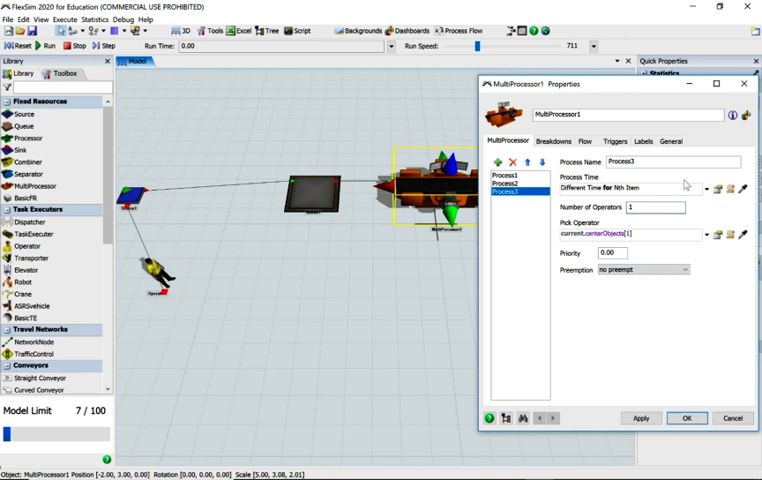 FlexSim 2020 for Education (COMMERCIAL USE PROHIBITED)
File Edit View Execute Statistics Debug Help
3D Tools Excel Tree Script Backgrounds Dashboards Process Flow
Reset Run Stop Step Run Time: 0.00 Run Speed: 711
Library
Model
Quick Properties
Library Toolbox
Statistics
Fixed Resources
Source
Queue
Processor
Sink
Combiner
Separator
MultiProcessor
BasicFR
Task Executers
Dispatcher
TaskExecuter
Operator
Transporter
Elevator
Robot
Crane
ASRSvehicle
BasicTE
Travel Networks
NetworkNode
TrafficControl
Conveyors
Straight Conveyor
Curved Conveyor
Model Limit 7 / 100
MultiProcessor1
MultiProcessor1 Properties
MultiProcessor1
MultiProcessor Breakdowns Flow Triggers Labels General
Process1
Process2
Process3
Process Name Process3
Process Time
Different Time for Nth Item
Number of Operators 1
Pick Operator
current.centerObjects[1]
Priority 0.00
Preemption no preempt
Apply OK Cancel
Object: MultiProcessor1 Position [-2.00, 3.00, 0.00] Rotation [0.00, 0.00, 0.00] Scale [5.00, 3.08, 2.01]